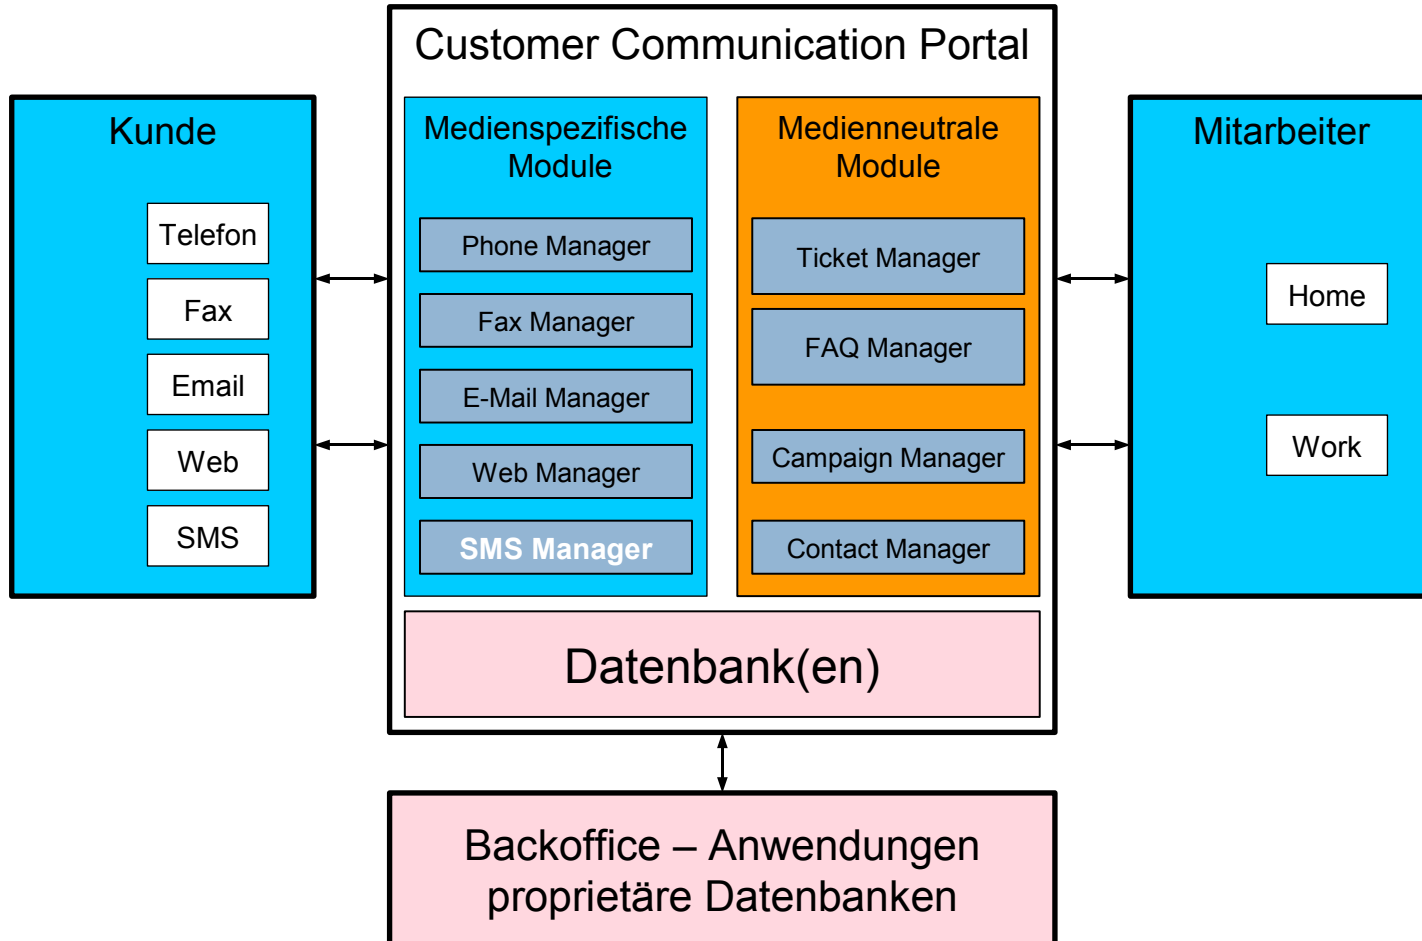 Customer Communication Portal
Kunde
Telefon
Fax
Email
Web
SMS
Medienspezifische
Module
Phone Manager
Fax Manager
E-Mail Manager
Web Manager
SMS Manager
Medienneutrale
Module
Ticket Manager
FAQ Manager
Campaign Manager
Contact Manager
Mitarbeiter
Home
Work
Datenbank(en)
Backoffice – Anwendungen
proprietäre Datenbanken